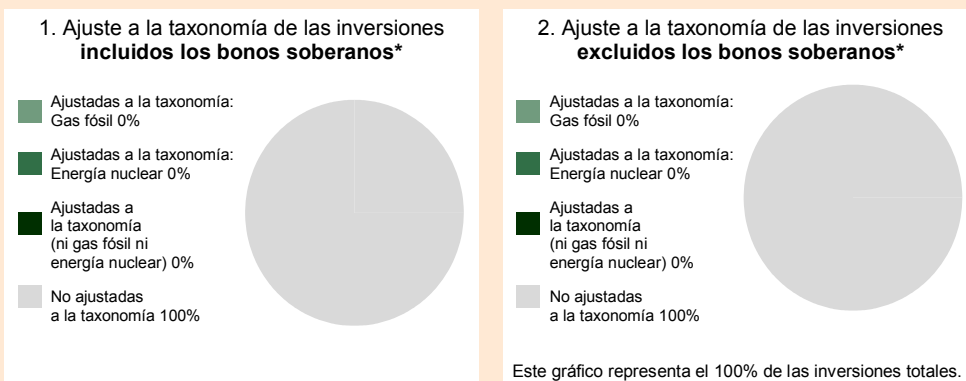 1. Ajuste a la taxonomía de las inversiones
incluidos los bonos soberanos*
Ajustadas a la taxonomía:
Gas fósil 0%
Ajustadas a la taxonomía:
Energía nuclear 0%
Ajustadas a
la taxonomía
(ni gas fósil ni
energía nuclear) 0%
No ajustadas
a la taxonomía 100%
2. Ajuste a la taxonomía de las inversiones
excluidos los bonos soberanos*
Ajustadas a la taxonomía:
Gas fósil 0%
Ajustadas a la taxonomía:
Energía nuclear 0%
Ajustadas a
la taxonomía
(ni gas fósil ni
energía nuclear) 0%
No ajustadas
a la taxonomía 100%
Este gráfico representa el 100% de las inversiones totales.